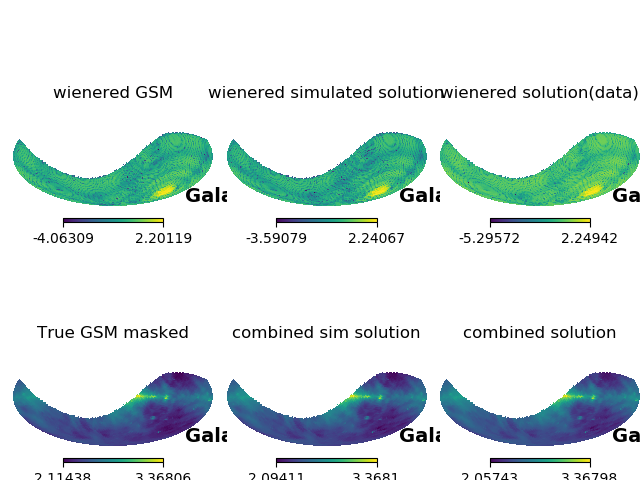 wienered GSM
wienered simulated solution
wienered solution(data)
Gala
Gala
Ga
-4.06309 2.20119
-3.59079 2.24067
-5.29572 2.24942
True GSM masked
combined sim solution
combined solution
Gala
Gala
Ga
2.11438 3.36806
2.09411 3.3681
2.05743 3.36798